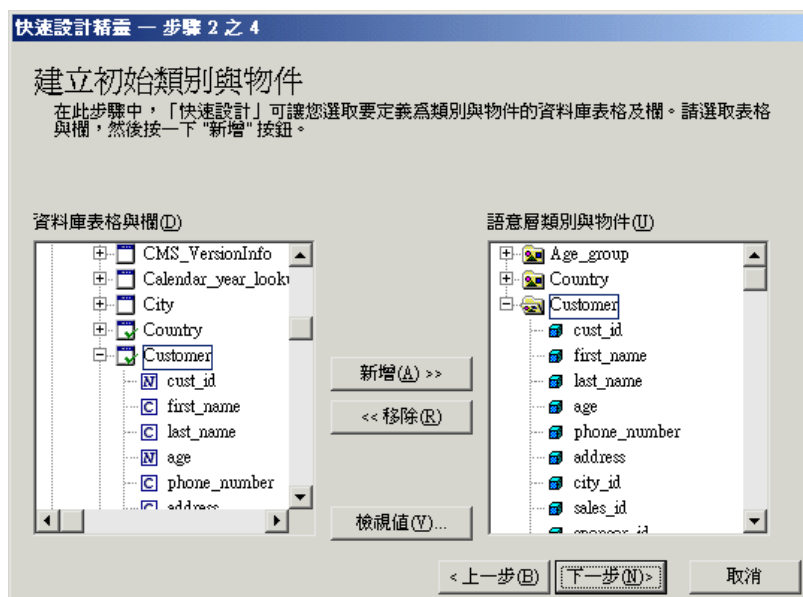 快速設計精靈 — 步驟 2 之 4
建立初始類別與物件
在此步驟中，「快速設計」可讓您選取要定義為類別與物件的資料庫表格及欄。請選取表格
與欄，然後按一下 "新增" 按鈕。
資料庫表格與欄(D)
CMS_VersionInfo
Calendar_year_looku
City
Country
Customer
cust_id
first_name
last_name
age
phone_number
address
新增(A) >>
<< 移除(R)
檢視值(V)...
語意層類別與物件(U)
Age_group
Country
Customer
cust_id
first_name
last_name
age
phone_number
address
city_id
sales_id
sponsor_id
< 上一步(B)
下一步(N)>
取消